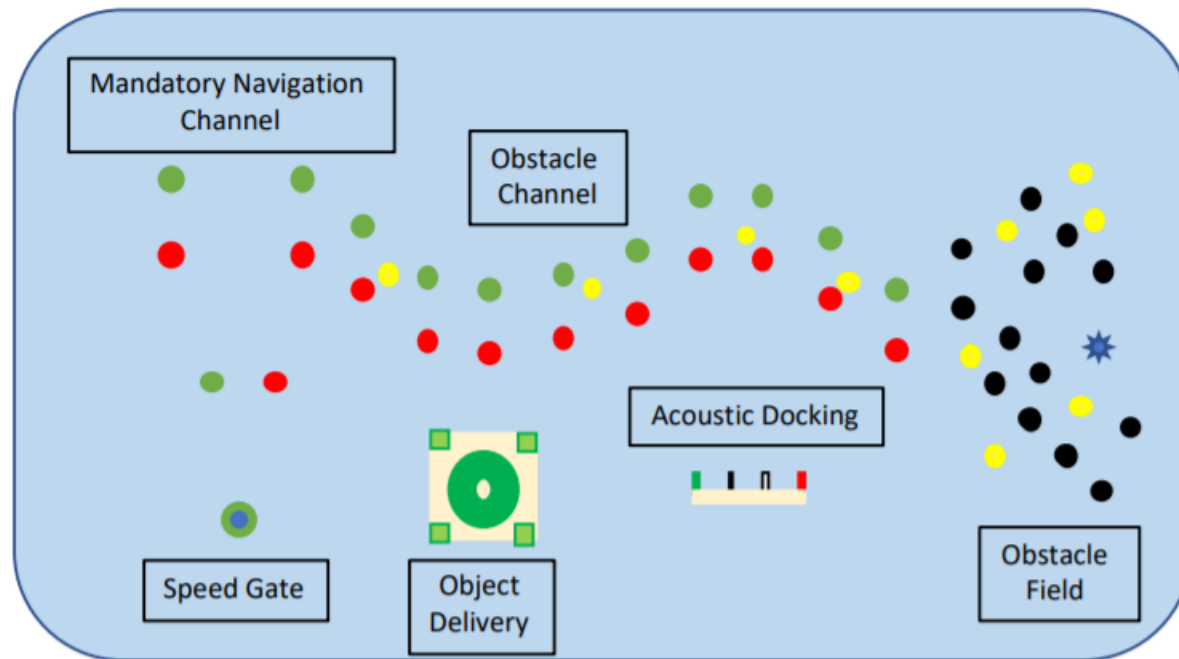 Mandatory Navigation
Channel
Obstacle
Channel
Acoustic Docking
Speed Gate
Object
Delivery
Obstacle
Field